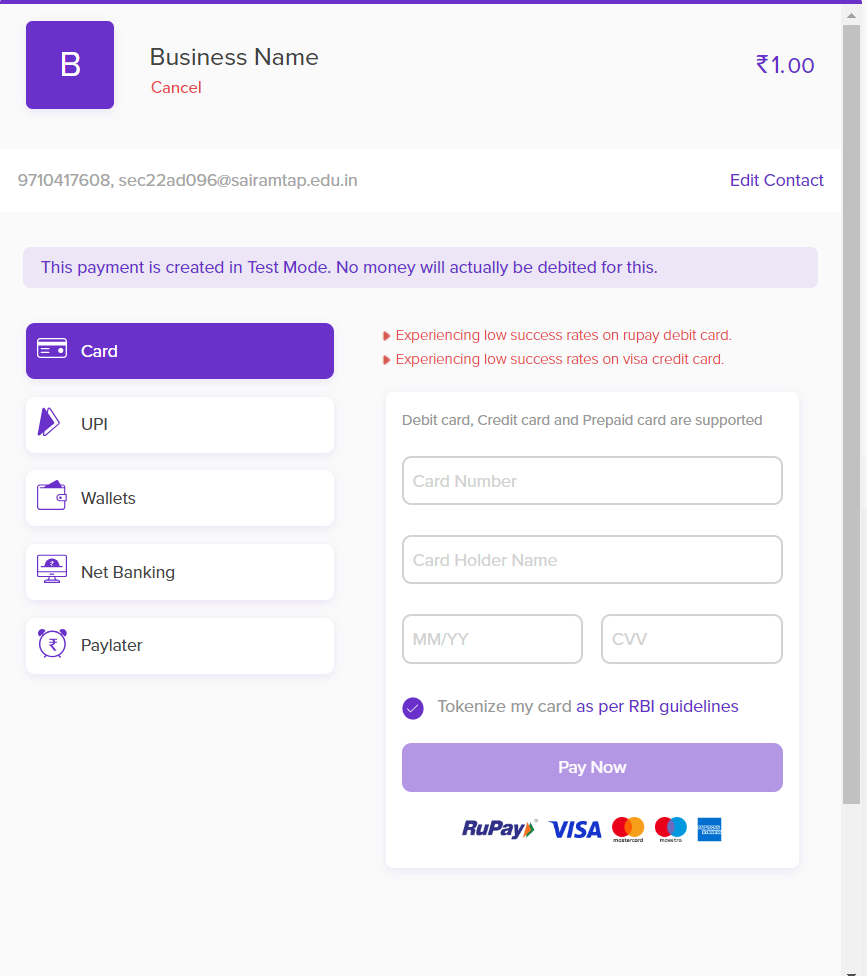 B
Business Name
Cancel
₹1.00
9710417608, sec22ad096@sairamtap.edu.in
Edit Contact
This payment is created in Test Mode. No money will actually be debited for this.
Card
UPI
Wallets
Net Banking
Paylater
Experiencing low success rates on rupay debit card.
Experiencing low success rates on visa credit card.
Debit card, Credit card and Prepaid card are supported
Card Number
Card Holder Name
MM/YY
CVV
Tokenize my card as per RBI guidelines
Pay Now
RuPay VISA mastercard maestro AMERICAN EXPRESS